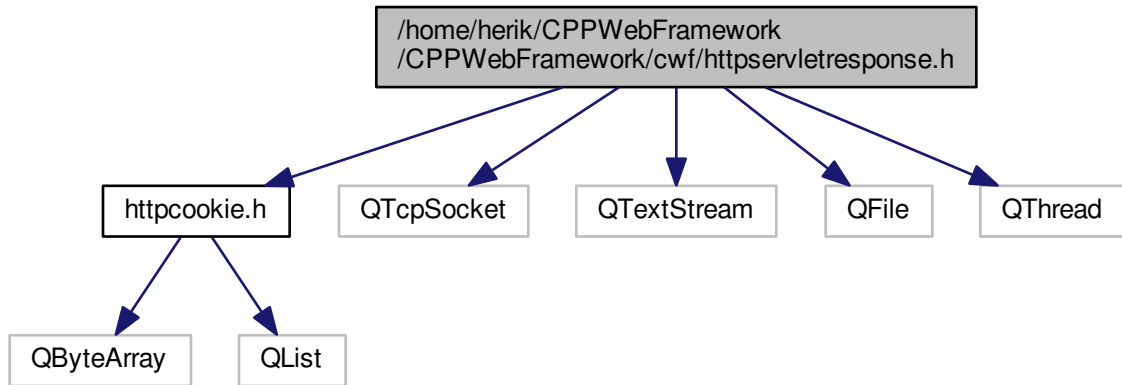 /home/herik/CPPWebFramework
/CPPWebFramework/cwf/httpservletresponse.h
httpcookie.h
QTcpSocket
QTextStream
QFile
QThread
QByteArray
QList